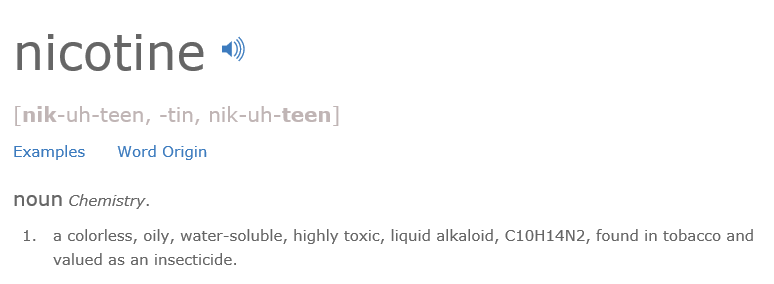 nicotine
[nik-uh-teen, -tin, nik-uh-teen]
Examples Word Origin
noun Chemistry.
1. a colorless, oily, water-soluble, highly toxic, liquid alkaloid, C10H14N2, found in tobacco and
valued as an insecticide.